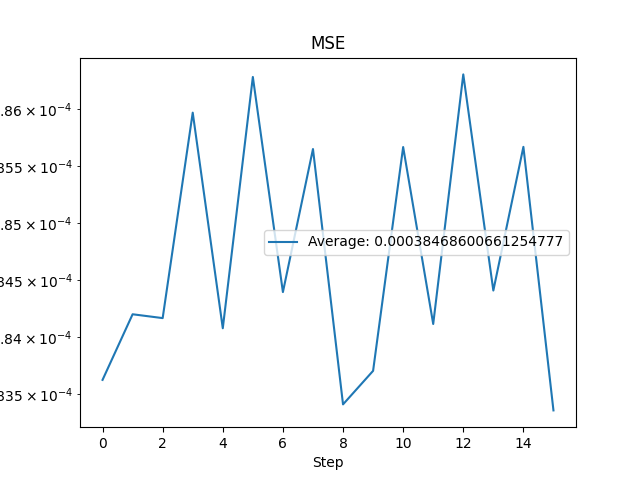 MSE
.86 × 10⁻⁴
855 × 10⁻⁴
.85 × 10⁻⁴
845 × 10⁻⁴
.84 × 10⁻⁴
835 × 10⁻⁴
Average: 0.00038468600661254777
0 2 4 6 8 10 12 14
Step